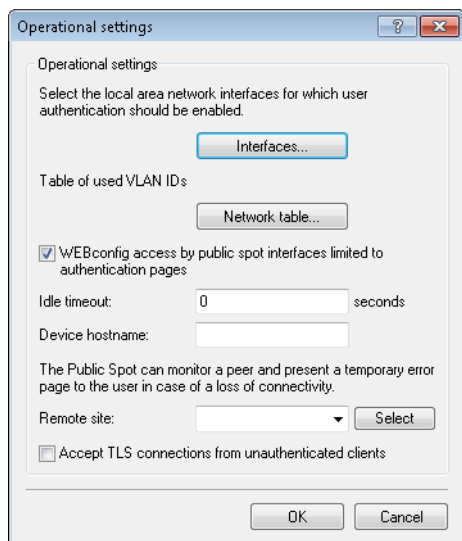 Operational settings
Operational settings
Select the local area network interfaces for which user
authentication should be enabled.
Interfaces...
Table of used VLAN IDs
Network table...
WEBconfig access by public spot interfaces limited to
authentication pages
Idle timeout: 0 seconds
Device hostname:
The Public Spot can monitor a peer and present a temporary error
page to the user in case of a loss of connectivity.
Remote site: Select
Accept TLS connections from unauthenticated clients
OK Cancel